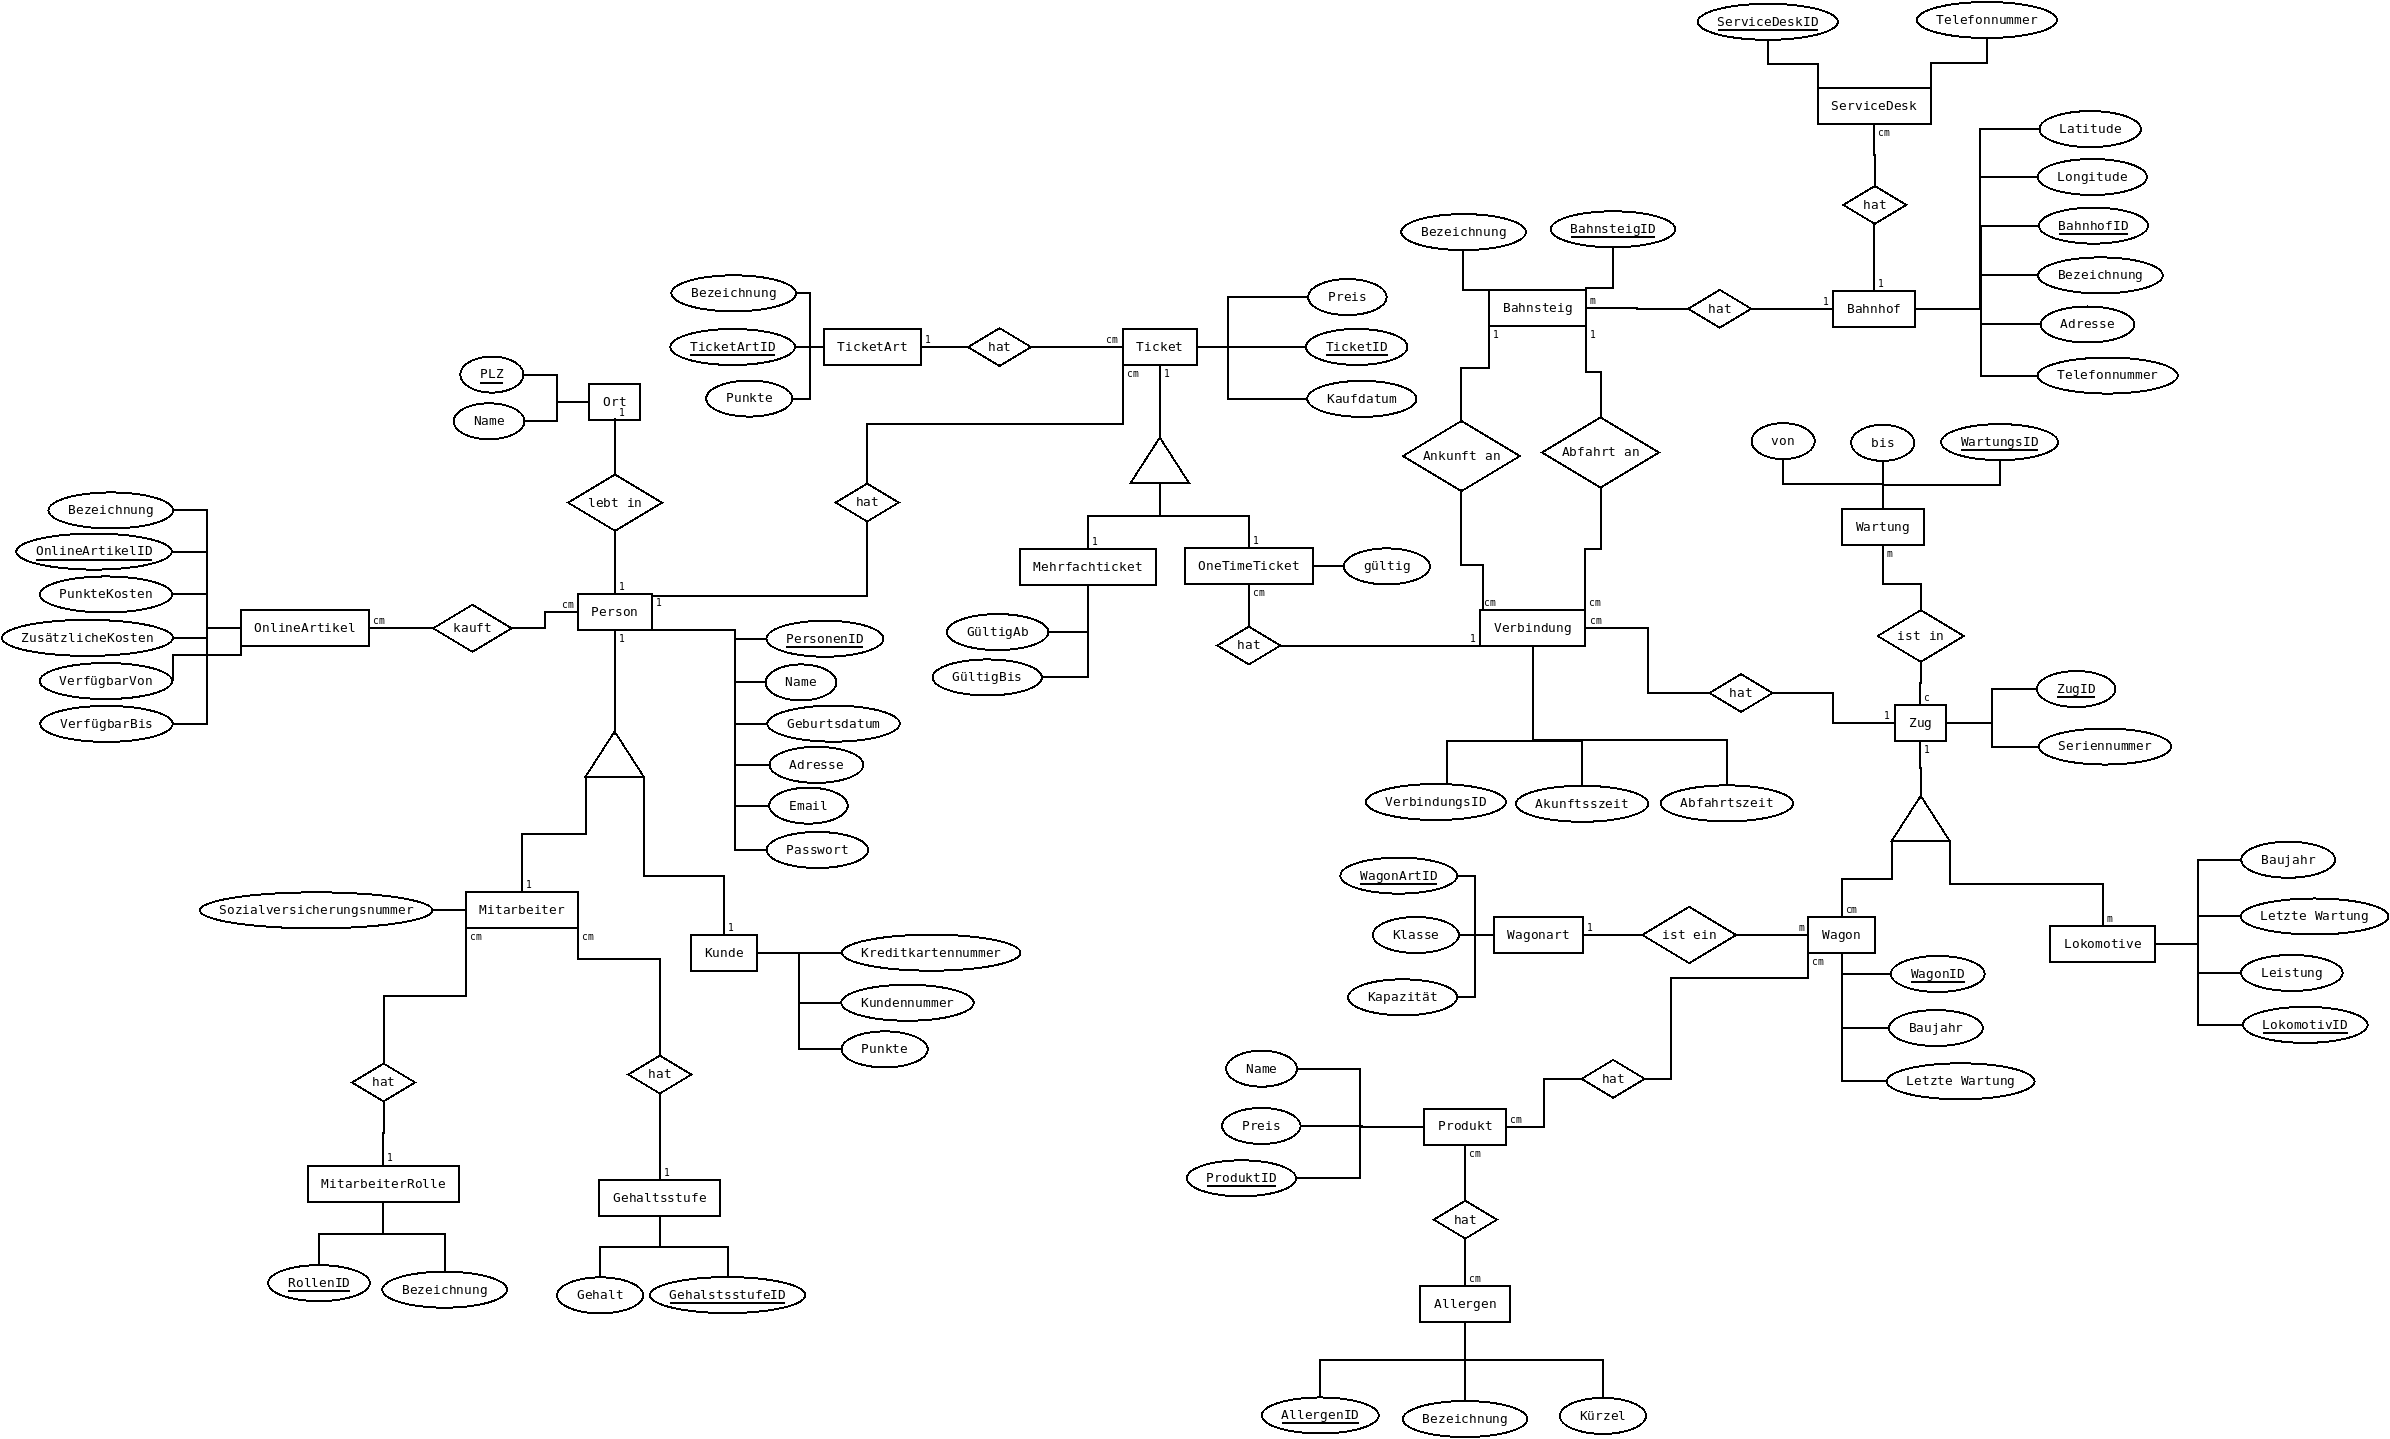 ServiceDeskID
Telefonnummer
ServiceDesk
cm
Latitude
Longitude
hat
BahnhofID
Bezeichnung
BahnsteigID
Bezeichnung
1
Bahnsteig
m
hat
1
Bahnhof
Adresse
Telefonnummer
1
1
Bezeichnung
TicketArtID
Punkte
TicketArt
1
hat
cm
Ticket
cm
1
Preis
TicketID
Kaufdatum
PLZ
Name
Ort
1
lebt in
1
hat
Ankunft an
Abfahrt an
von
bis
WartungsID
Wartung
m
ist in
c
Bezeichnung
OnlineArtikelID
PunkteKosten
ZusätzlicheKosten
VerfügbarVon
VerfügbarBis
OnlineArtikel
cm
kauft
cm
Person
1
1
1
1
Mehrfachticket
OneTimeTicket
gültig
cm
GültigAb
GültigBis
hat
1
cm
cm
Verbindung
cm
hat
1
Zug
1
ZugID
Seriennummer
PersonenID
Name
Geburtsdatum
Adresse
Email
Passwort
VerbindungsID
Akunftsszeit
Abfahrtszeit
Sozialversicherungsnummer
1
Mitarbeiter
cm
cm
1
Kunde
Kreditkartennummer
Kundennummer
Punkte
WagonArtID
Klasse
Kapazität
Wagonart
1
ist ein
m
cm
Wagon
cm
WagonID
Baujahr
Letzte Wartung
m
Lokomotive
Baujahr
Letzte Wartung
Leistung
LokomotivID
hat
hat
1
MitarbeiterRolle
1
Gehaltsstufe
RollenID
Bezeichnung
Gehalt
GehalstsstufeID
Name
Preis
ProduktID
Produkt
cm
hat
cm
hat
cm
Allergen
AllergenID
Bezeichnung
Kürzel